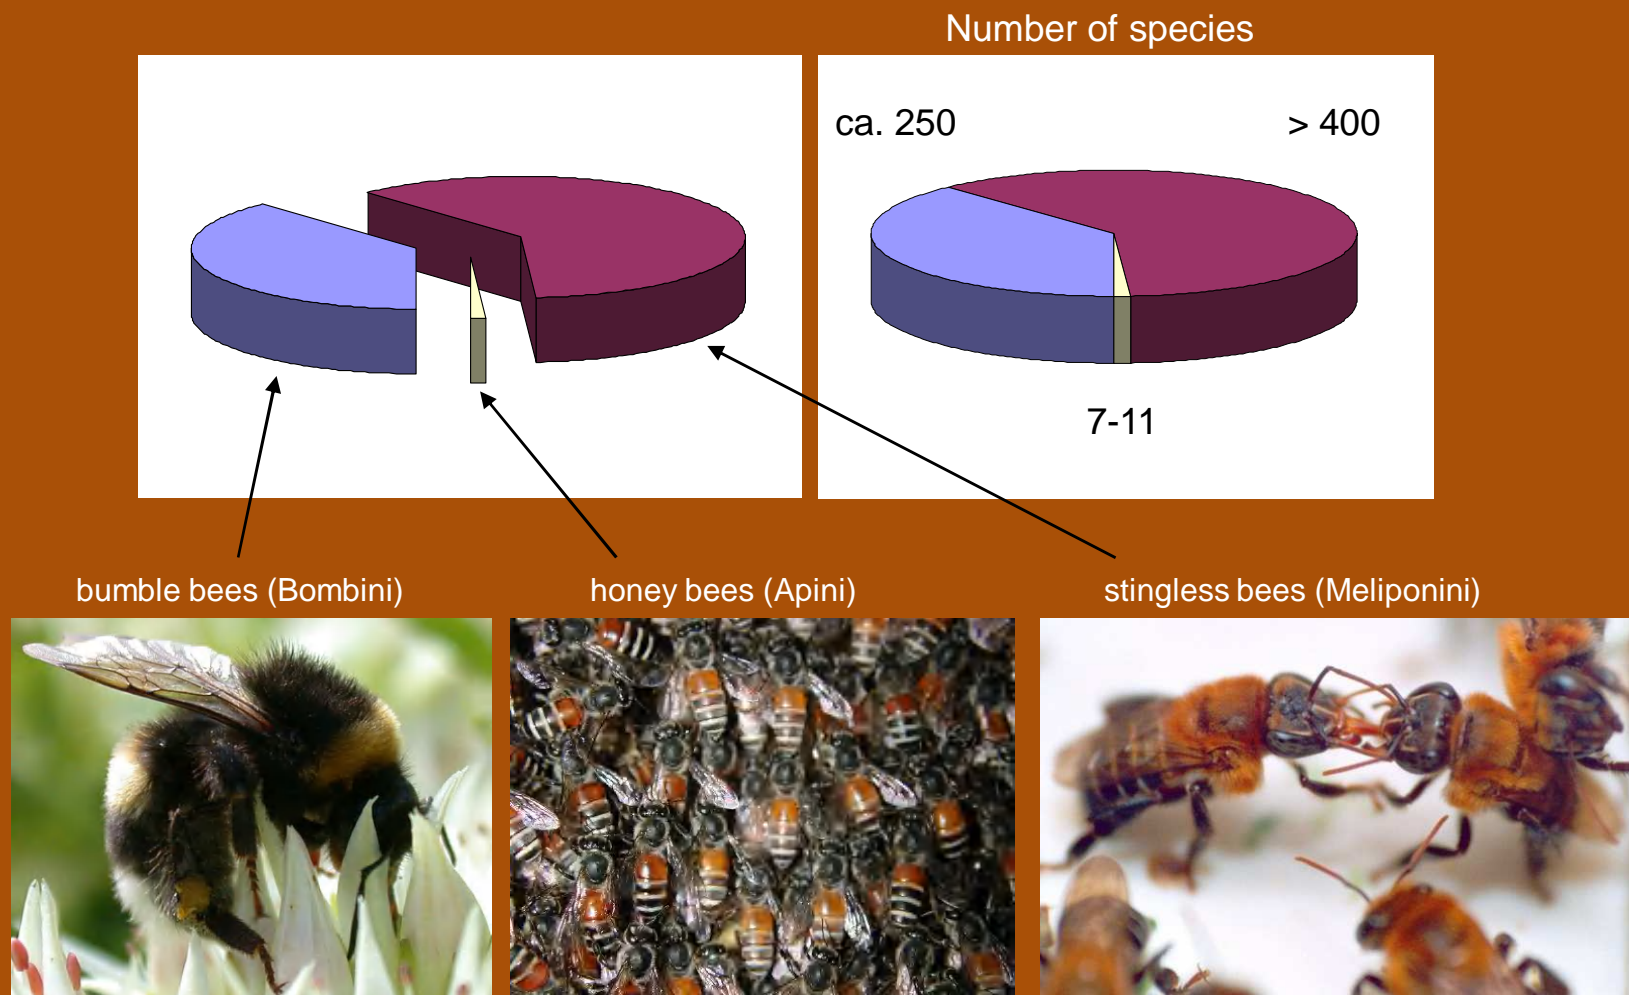 Number of species
ca. 250
> 400
7-11
bumble bees (Bombini)
honey bees (Apini)
stingless bees (Meliponini)